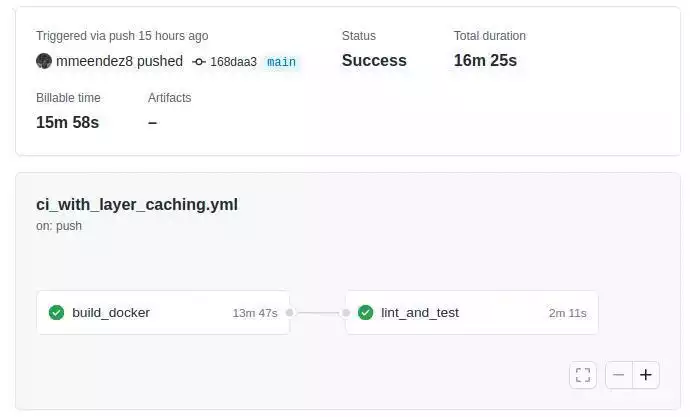 Triggered via push 15 hours ago
mmeendez8 pushed 168daa3 main
Status
Success
Total duration
16m 25s
Billable time
15m 58s
Artifacts
–
ci_with_layer_caching.yml
on: push
build_docker 13m 47s
lint_and_test 2m 11s